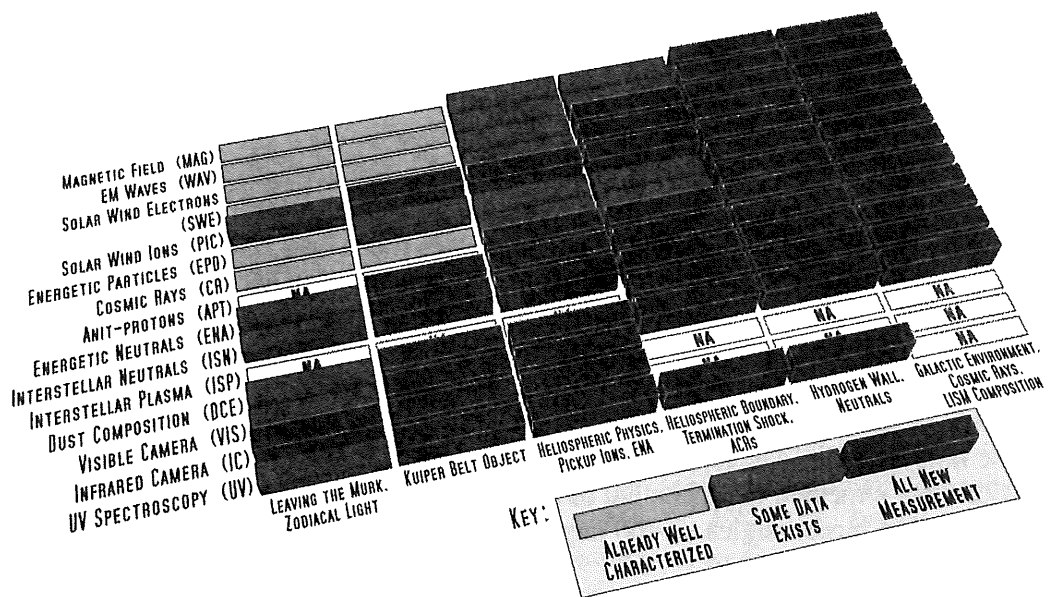 MAGNETIC FIELD (MAG)
EM WAVES (WAV)
SOLAR WIND ELECTRONS
(SWE)
SOLAR WIND IONS (PIC)
ENERGETIC PARTICLES (EPD)
COSMIC RAYS (CR)
ANIT-PROTONS (APT)
ENERGETIC NEUTRALS (ENA)
INTERSTELLAR NEUTRALS (ISN)
INTERSTELLAR PLASMA (ISP)
DUST COMPOSITION (DCE)
VISIBLE CAMERA (VIS)
INFRARED CAMERA (IC)
UV SPECTROSCOPY (UV)
NA
NA
NA
NA
NA
NA
NA
NA
NA
LEAVING THE MURK,
ZODIACAL LIGHT
KUIPER BELT OBJECT
HELIOSPHERIC PHYSICS,
PICKUP IONS, ENA
HELIOSPHERIC BOUNDARY,
TERMINATION SHOCK,
ACRS
HYDROGEN WALL,
NEUTRALS
GALACTIC ENVIRONMENT,
COSMIC RAYS,
LISM COMPOSITION
KEY:
ALREADY WELL
CHARACTERIZED
SOME DATA
EXISTS
ALL NEW
MEASUREMENT